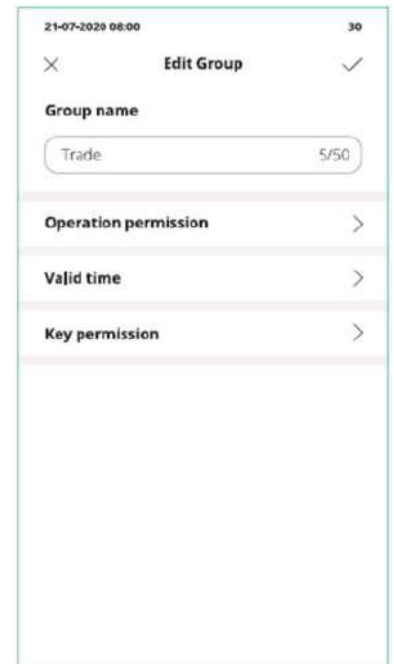 21-07-2020 08:00 30
Edit Group
Group name
Trade 5/50
Operation permission
Valid time
Key permission